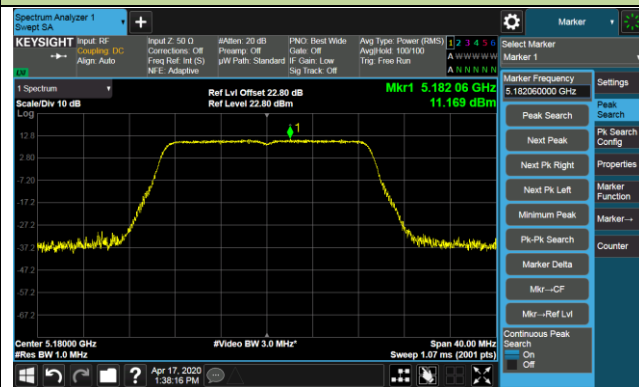 Spectrum Analyzer 1
Swept SA
+
Marker
KEYSIGHT
Input: RF
Coupling: DC
Align: Auto
Input Z: 50 Ω
Corrections: Off
Freq Ref: Int (S)
NFE: Adaptive
#Atten: 20 dB
Preamp: Off
µW Path: Standard
PNO: Best Wide
Gate: Off
IF Gain: Low
Sig Track: Off
Avg Type: Power (RMS)
Avg|Hold: 100/100
Trig: Free Run
1 2 3 4 5 6
A W W W W W
A N N N N N
LXI
Select Marker
Marker 1
1 Spectrum
Scale/Div 10 dB
Log
Ref Lvl Offset 22.80 dB
Ref Level 22.80 dBm
Mkr1 5.182 06 GHz
11.169 dBm
1
12.8
2.80
-7.20
-17.2
-27.2
-37.2
-47.2
-57.2
-67.2
Center 5.18000 GHz
#Res BW 1.0 MHz
#Video BW 3.0 MHz*
Span 40.00 MHz
Sweep 1.07 ms (2001 pts)
Marker Frequency
5.182060000 GHz
Peak Search
Next Peak
Next Pk Right
Next Pk Left
Minimum Peak
Pk-Pk Search
Marker Delta
Mkr→CF
Mkr→Ref Lvl
Continuous Peak
Search
On
Off
Settings
Peak
Search
Pk Search
Config
Properties
Marker
Function
Marker→
Counter
?
Apr 17, 2020
1:38:16 PM